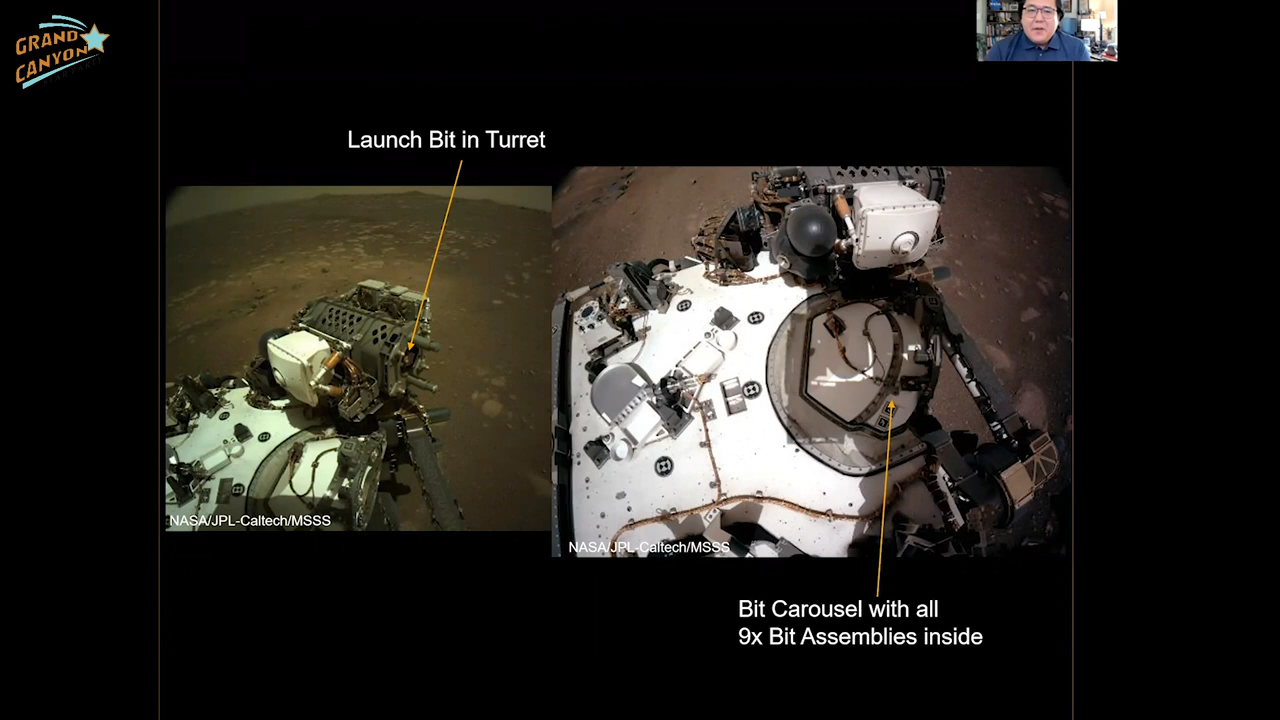 GRAND
CANYON
Launch Bit in Turret
NASA/JPL-Caltech/MSSS
NASA/JPL-Caltech/MSSS
Bit Carousel with all
9x Bit Assemblies inside